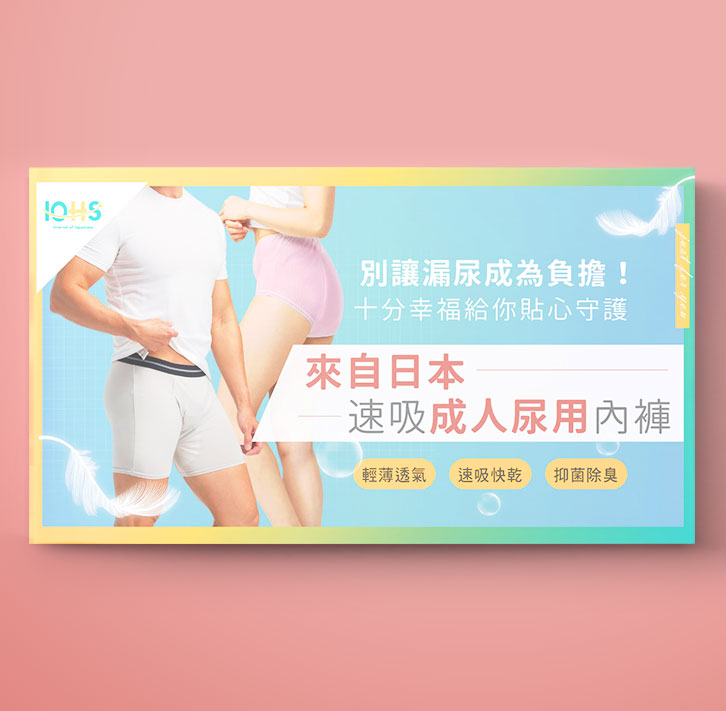 IOHS
別讓漏尿成為負擔！
十分幸福給你貼心守護
just for you
來自日本
速吸成人尿用內褲
輕薄透氣
速吸快乾
抑菌除臭